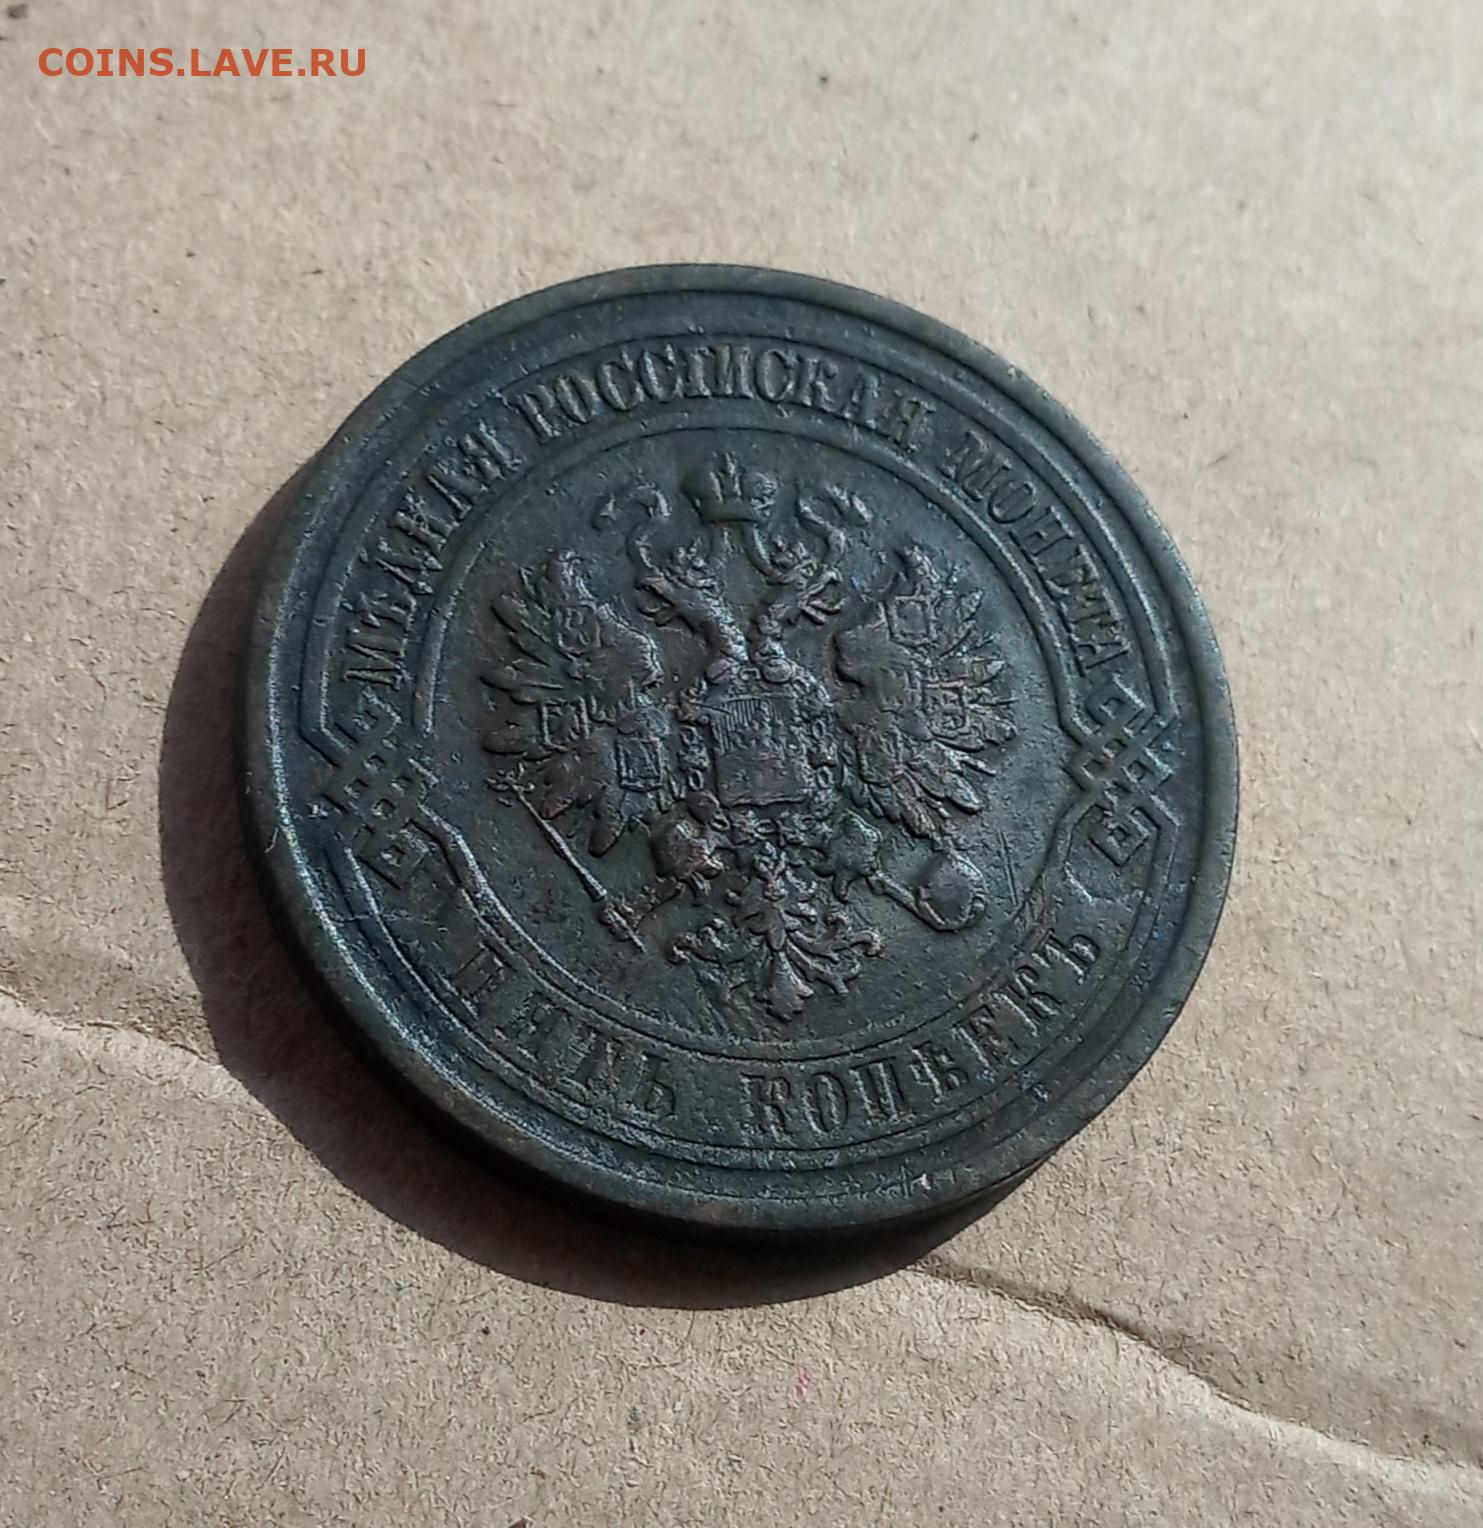 COINS.LAVE.RU
МѢДНАЯ РОССІЙСКАЯ МОНЕТА
ПЯТЬ КОПѢЕКЪ